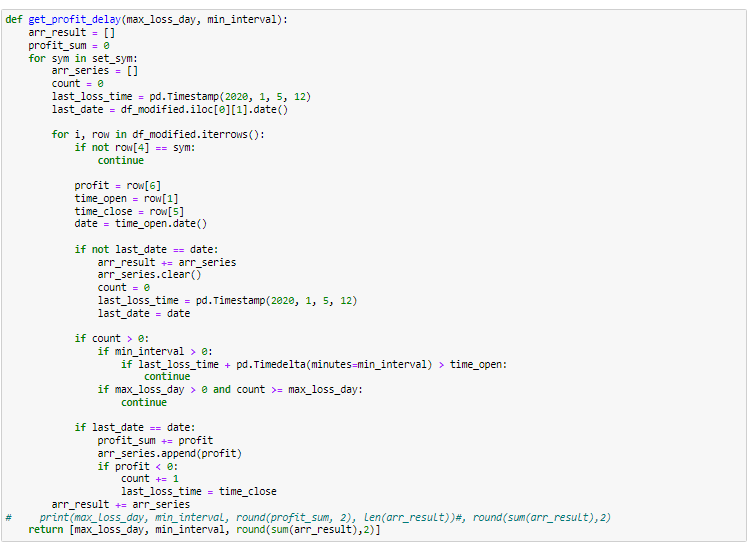 def get_profit_delay(max_loss_day, min_interval):
    arr_result = []
    profit_sum = 0
    for sym in set_sym:
        arr_series = []
        count = 0
        last_loss_time = pd.Timestamp(2020, 1, 5, 12)
        last_date = df_modified.iloc[0][1].date()

        for i, row in df_modified.iterrows():
            if not row[4] == sym:
                continue

            profit = row[6]
            time_open = row[1]
            time_close = row[5]
            date = time_open.date()

            if not last_date == date:
                arr_result += arr_series
                arr_series.clear()
                count = 0
                last_loss_time = pd.Timestamp(2020, 1, 5, 12)
                last_date = date

            if count > 0:
                if min_interval > 0:
                    if last_loss_time + pd.Timedelta(minutes=min_interval) > time_open:
                        continue
                if max_loss_day > 0 and count >= max_loss_day:
                    continue

            if last_date == date:
                profit_sum += profit
                arr_series.append(profit)
                if profit < 0:
                    count += 1
                    last_loss_time = time_close
        arr_result += arr_series
#     print(max_loss_day, min_interval, round(profit_sum, 2), len(arr_result))#, round(sum(arr_result),2)
    return [max_loss_day, min_interval, round(sum(arr_result),2)]